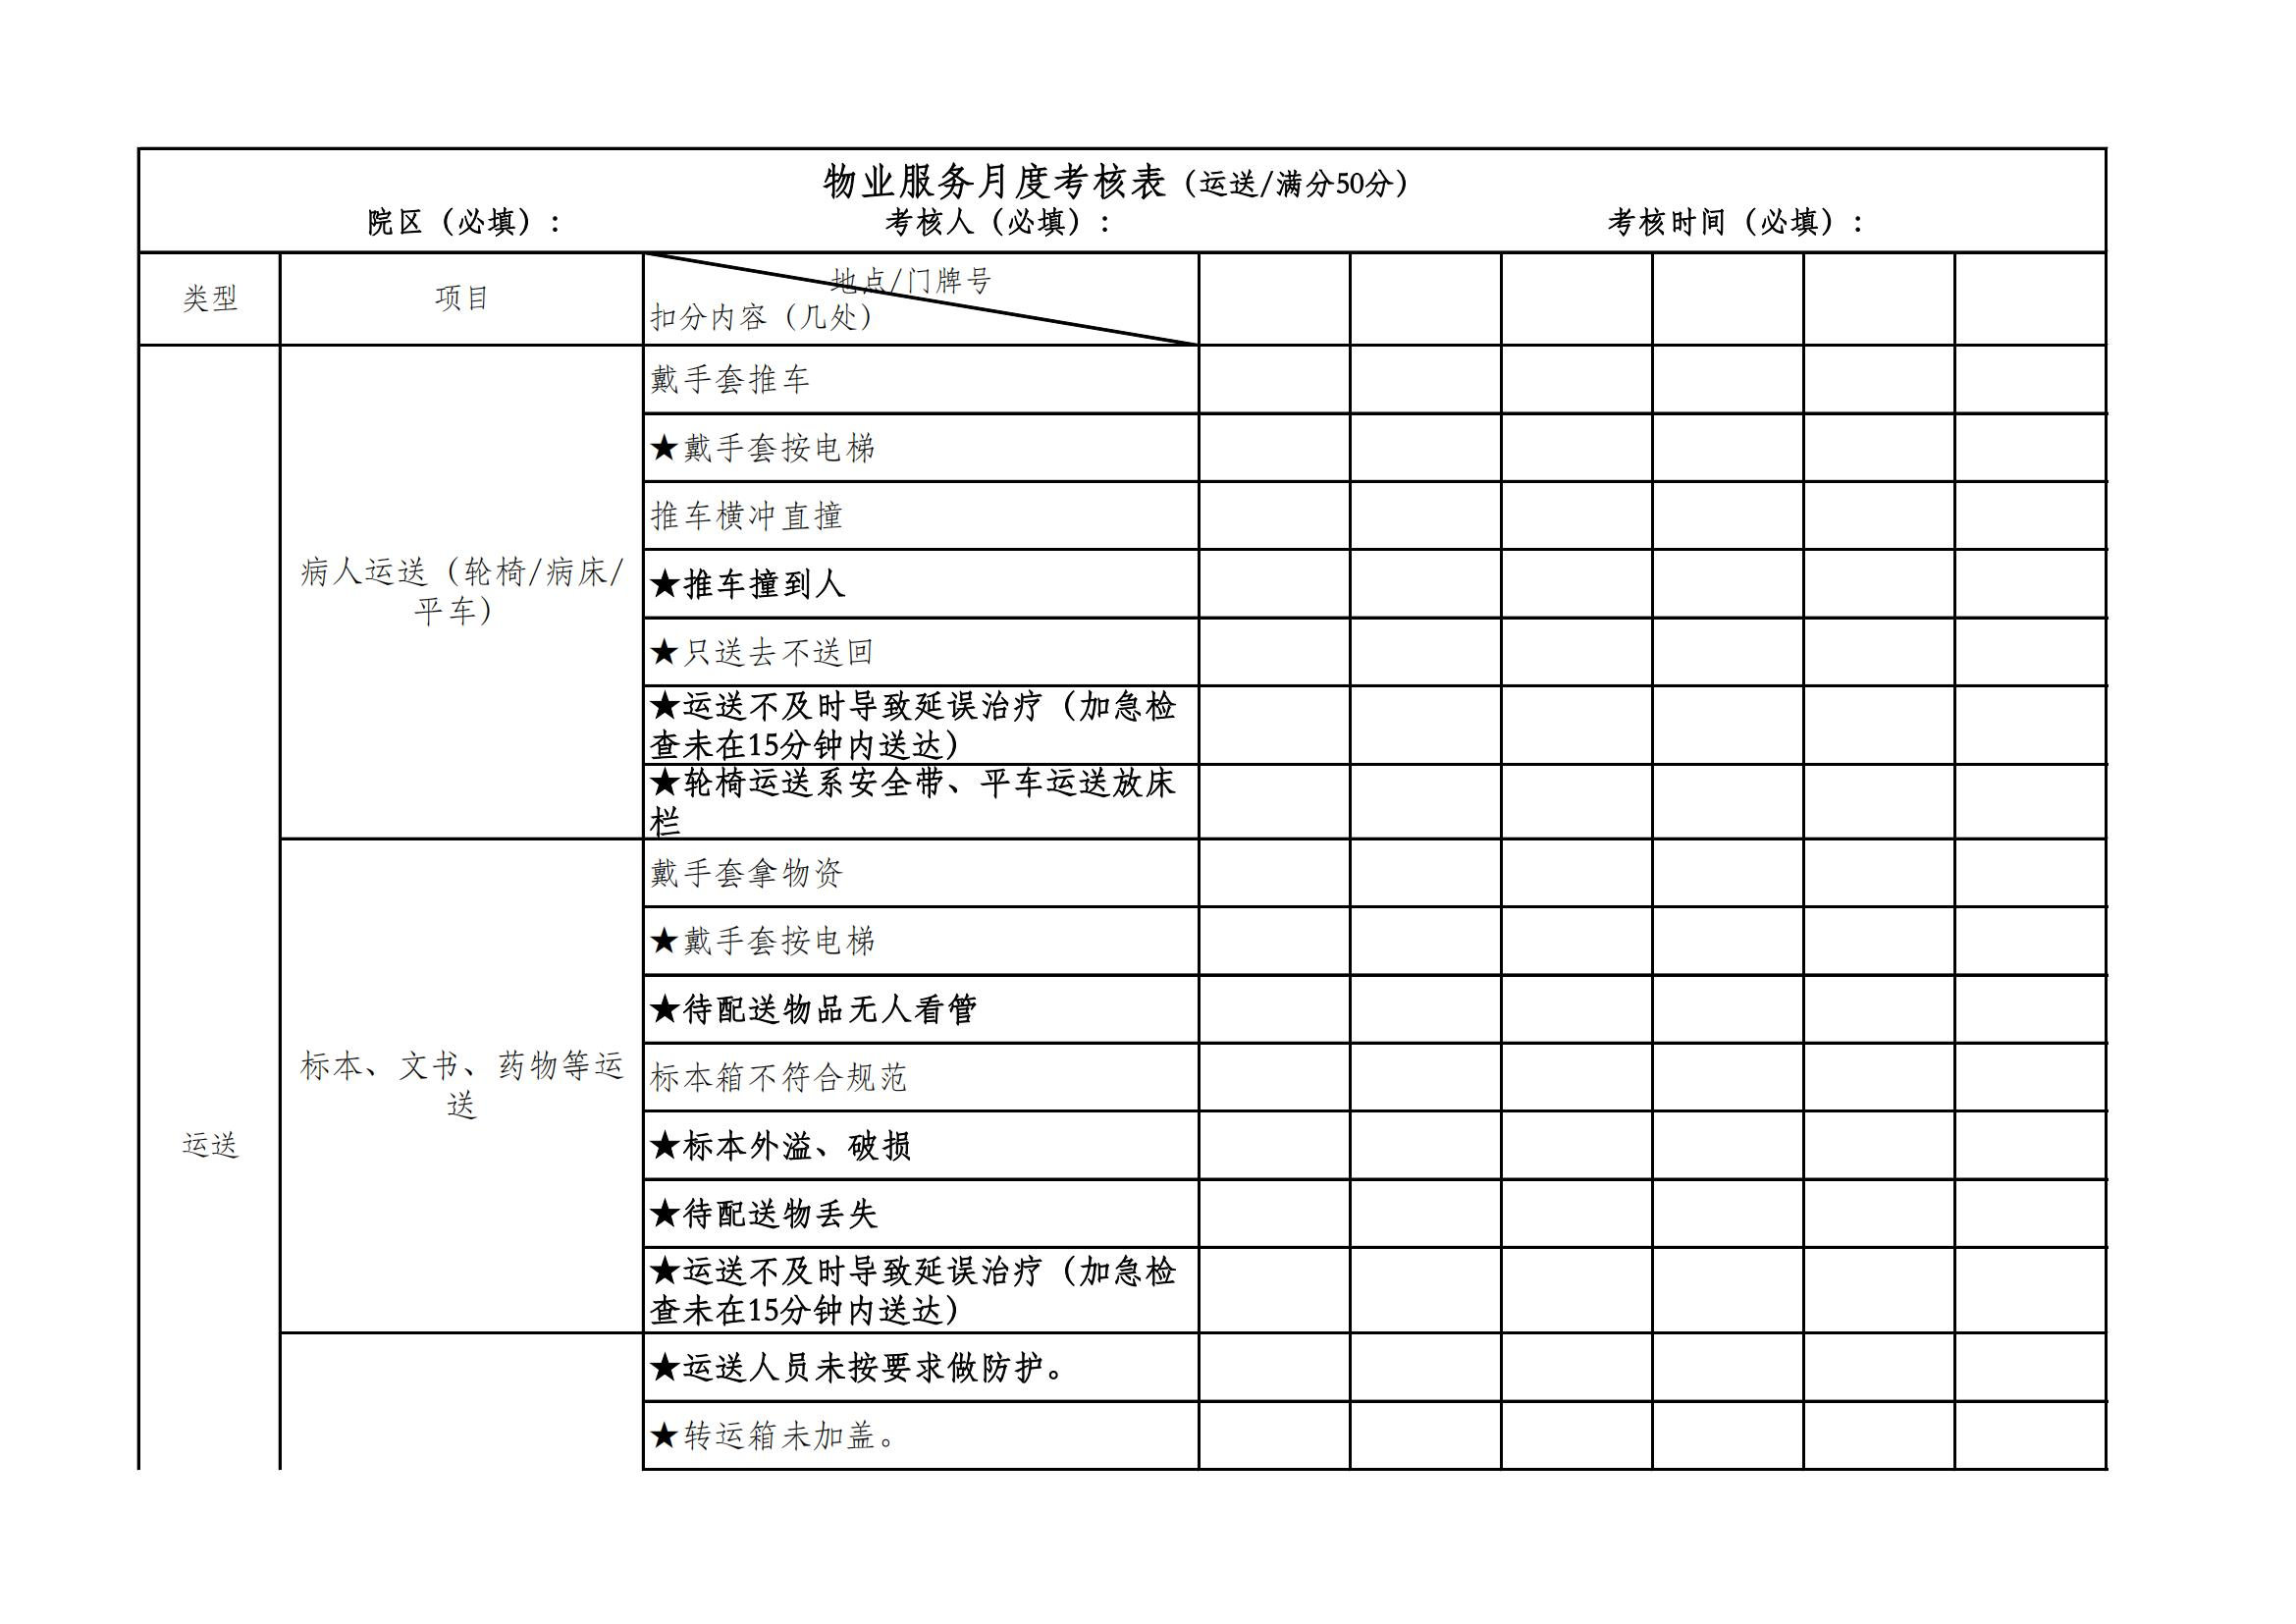 物业服务月度考核表（运送/满分50分）
院区（必填）： 考核人（必填）： 考核时间（必填）：
类型 项目 地点/门牌号
扣分内容（几处）
病人运送（轮椅/病床/
平车）
戴手套推车
★戴手套按电梯
推车横冲直撞
★推车撞到人
★只送去不送回
★运送不及时导致延误治疗（加急检
查未在15分钟内送达）
★轮椅运送系安全带、平车运送放床
栏
标本、文书、药物等运
送
戴手套拿物资
★戴手套按电梯
★待配送物品无人看管
标本箱不符合规范
★标本外溢、破损
★待配送物丢失
★运送不及时导致延误治疗（加急检
查未在15分钟内送达）
运送
★运送人员未按要求做防护。
★转运箱未加盖。